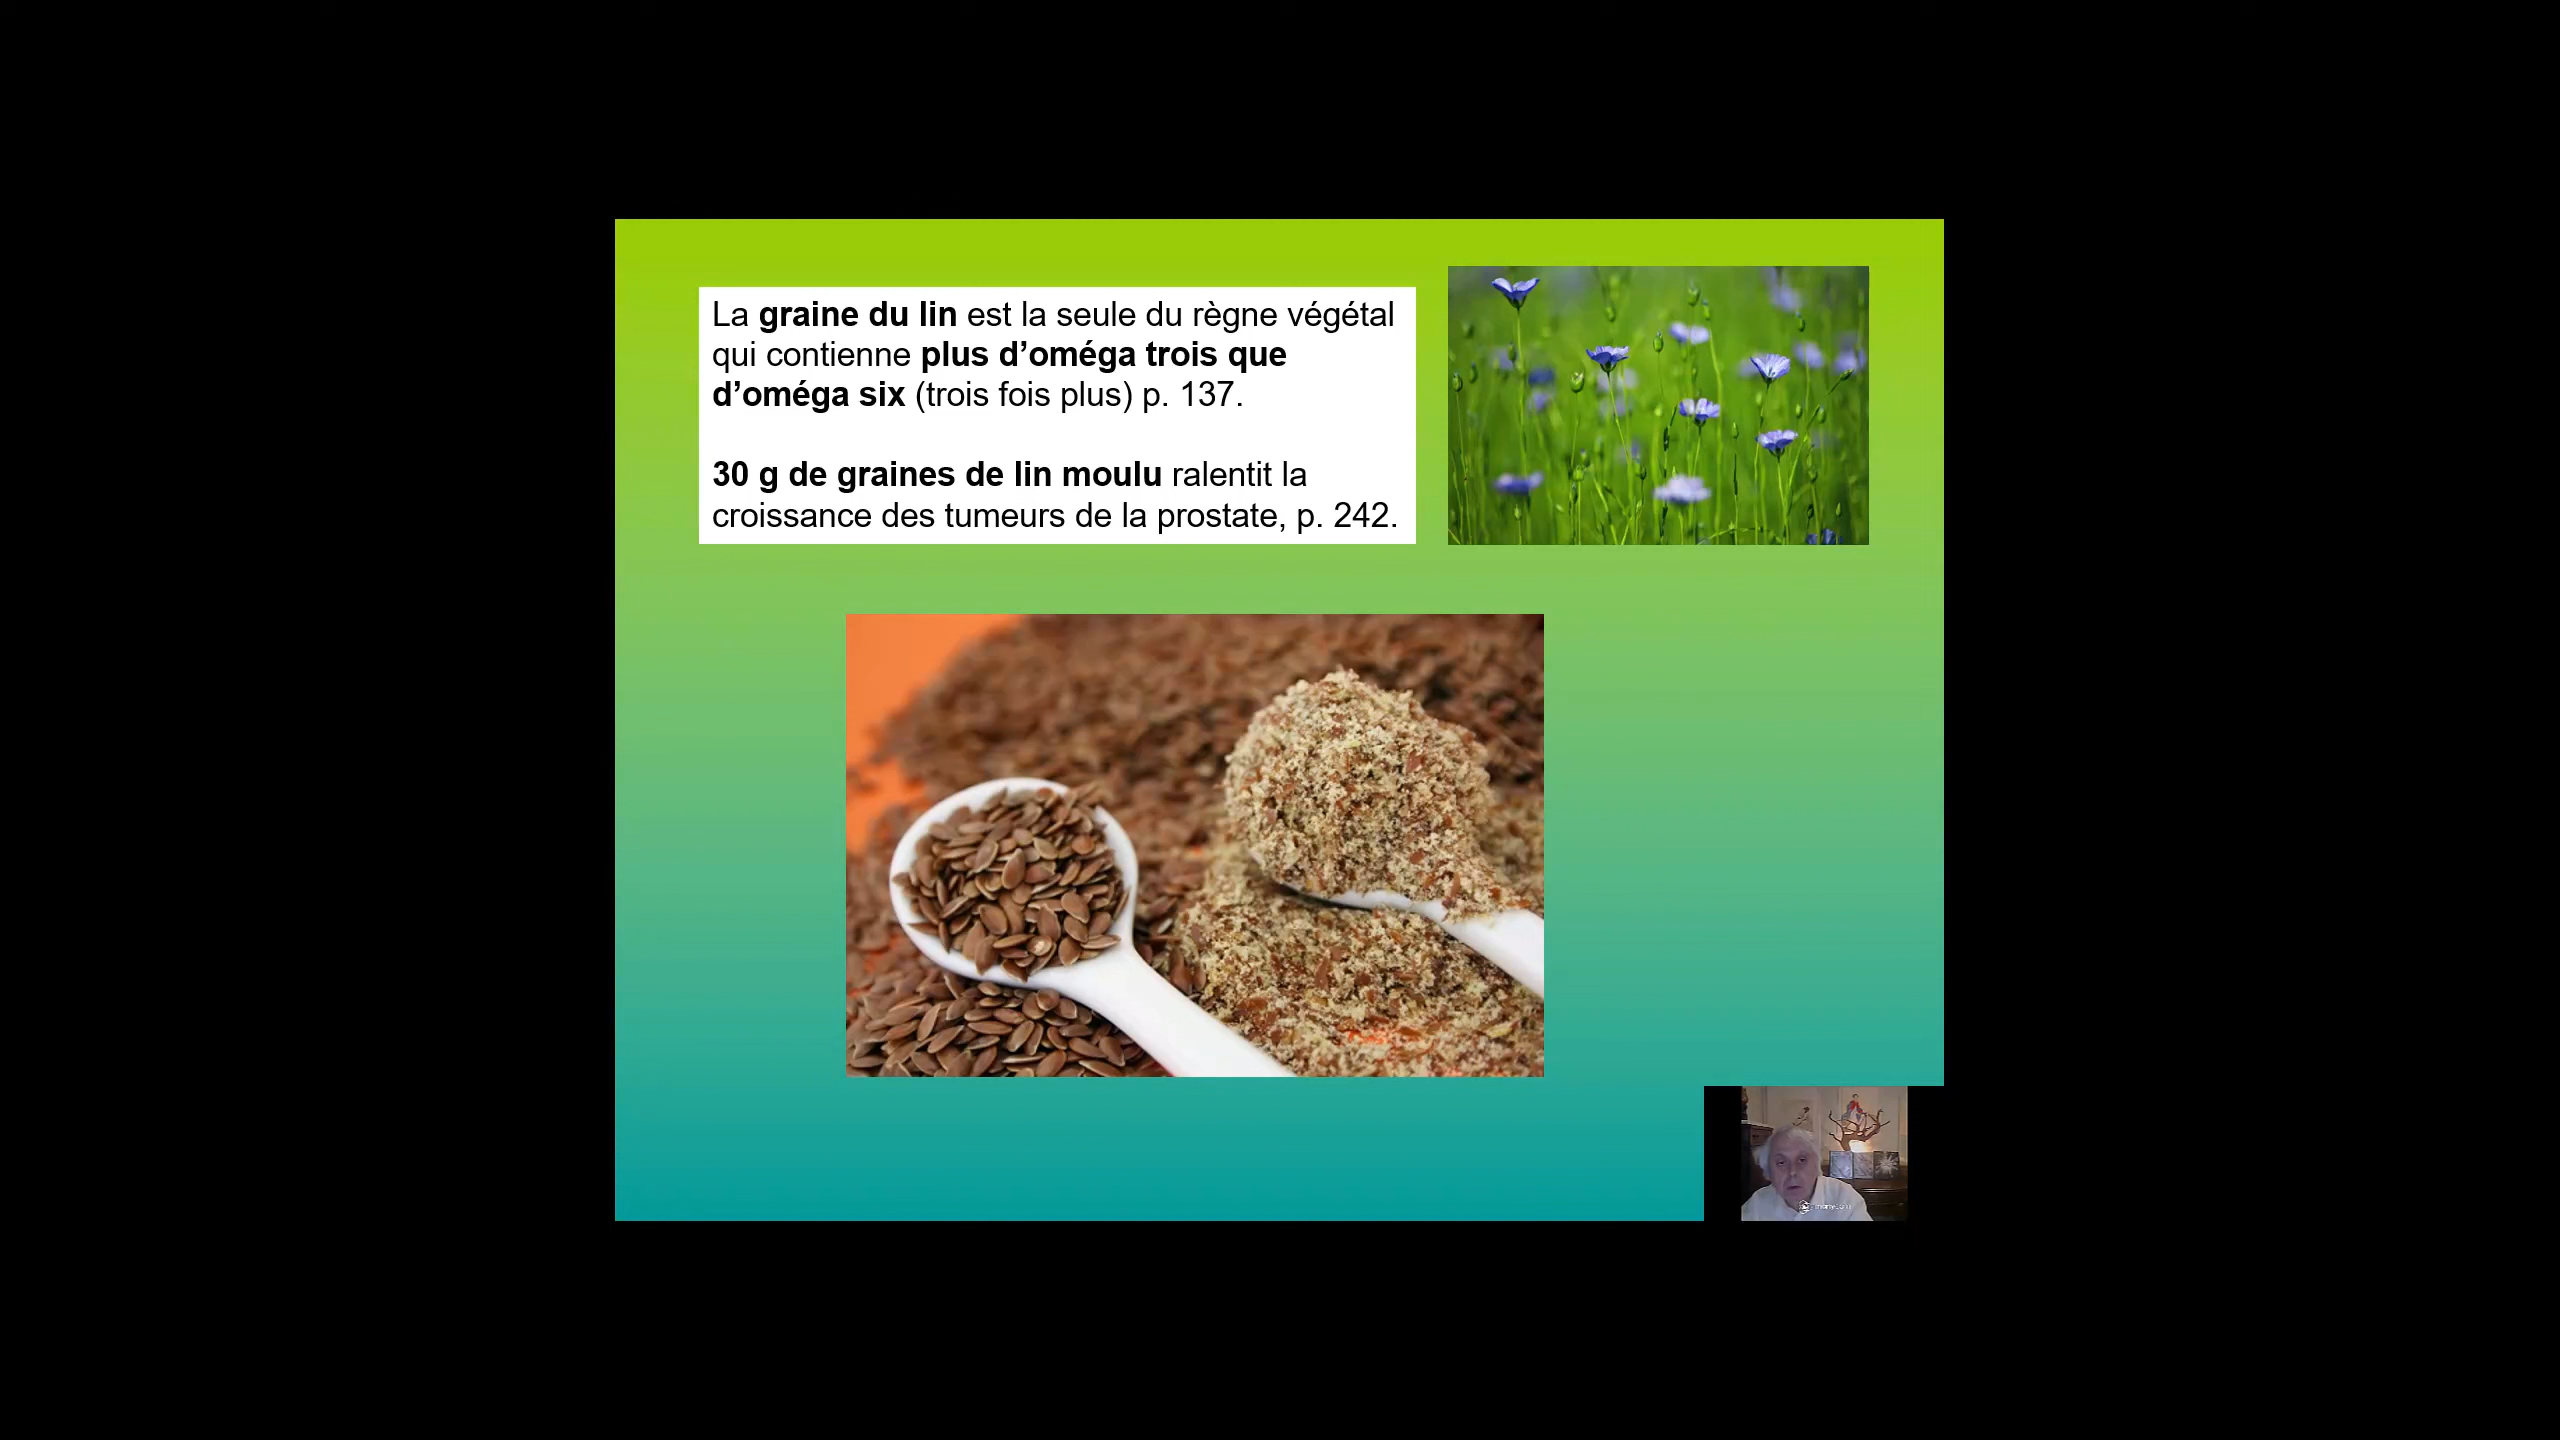 La graine du lin est la seule du règne végétal
qui contienne plus d’oméga trois que
d’oméga six (trois fois plus) p. 137.
30 g de graines de lin moulu ralentit la
croissance des tumeurs de la prostate, p. 242.